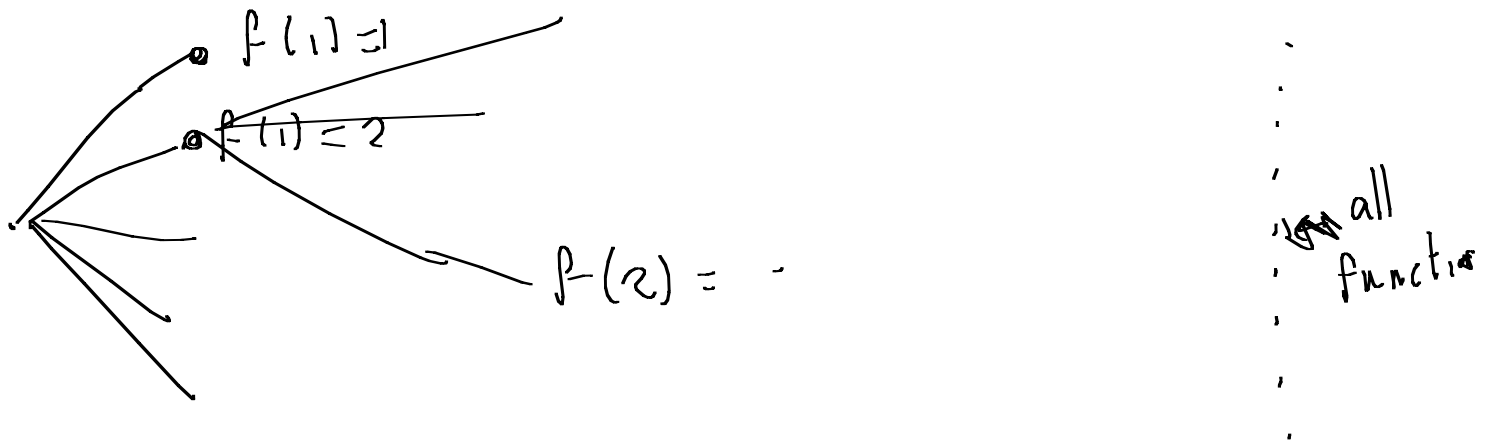 f(1) = 1
f(1) = 2
f(2) =
all
function